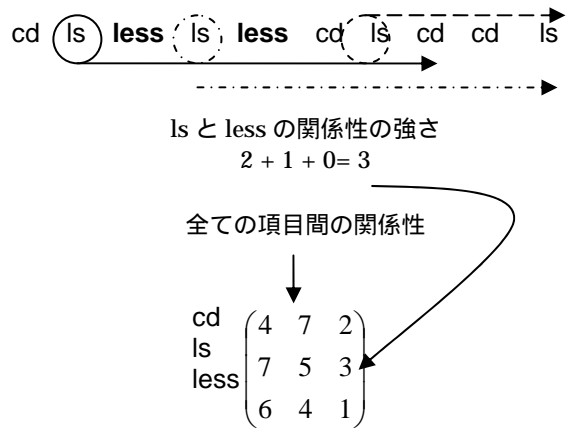 cd ls less ls less cd ls cd cd ls
ls と less の関係性の強さ
2 + 1 + 0= 3
全ての項目間の関係性
cd 4 7 2
ls 7 5 3
less 6 4 1